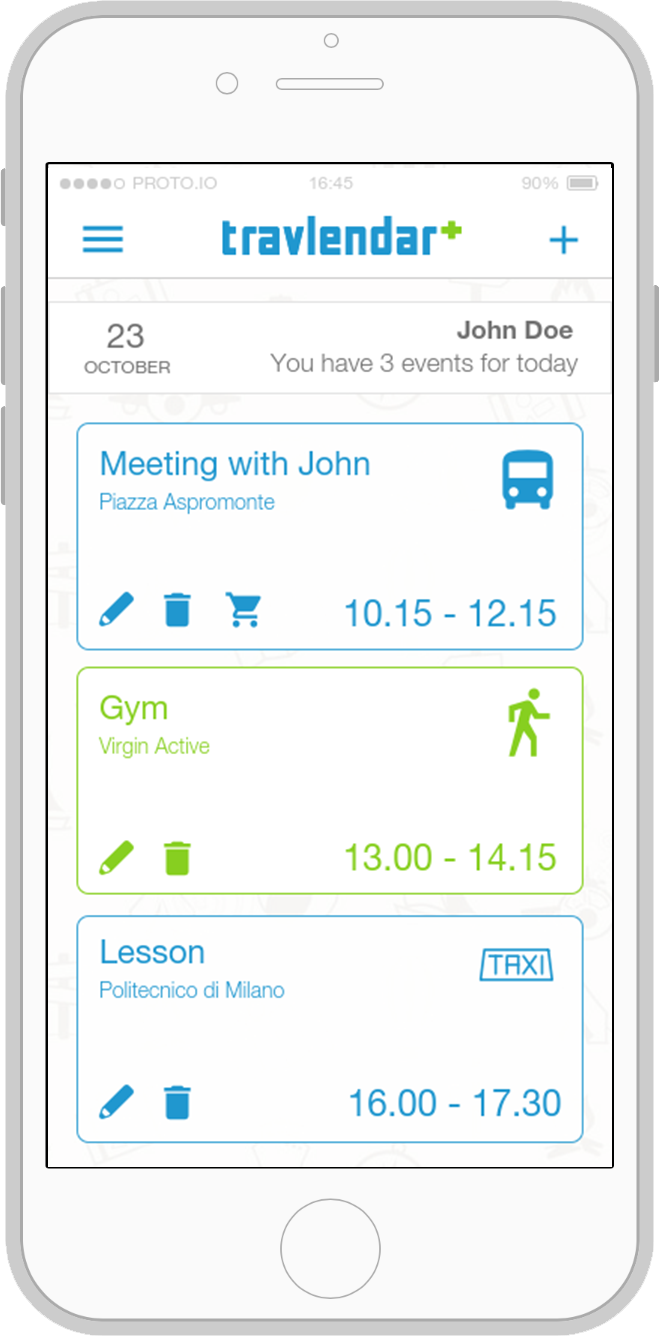 PROTO.IO 16:45 90%
travlendar+
23
OCTOBER
John Doe
You have 3 events for today
Meeting with John
Piazza Aspromonte
10.15 - 12.15
Gym
Virgin Active
13.00 - 14.15
Lesson
TAXI
Politecnico di Milano
16.00 - 17.30